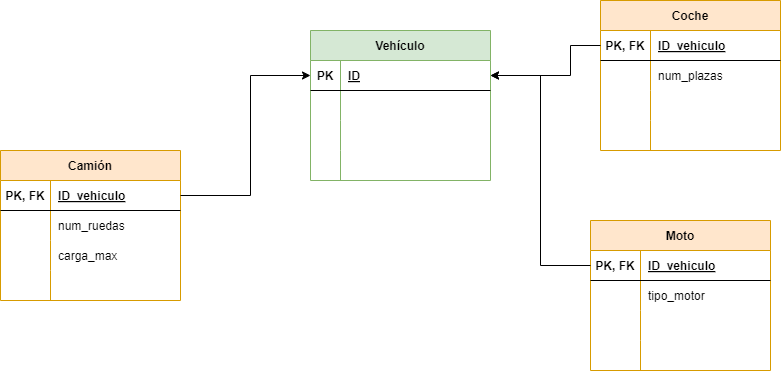 Vehículo
PK ID
Coche
PK, FK ID_vehiculo
num_plazas
Camión
PK, FK ID_vehiculo
num_ruedas
carga_max
Moto
PK, FK ID_vehiculo
tipo_motor